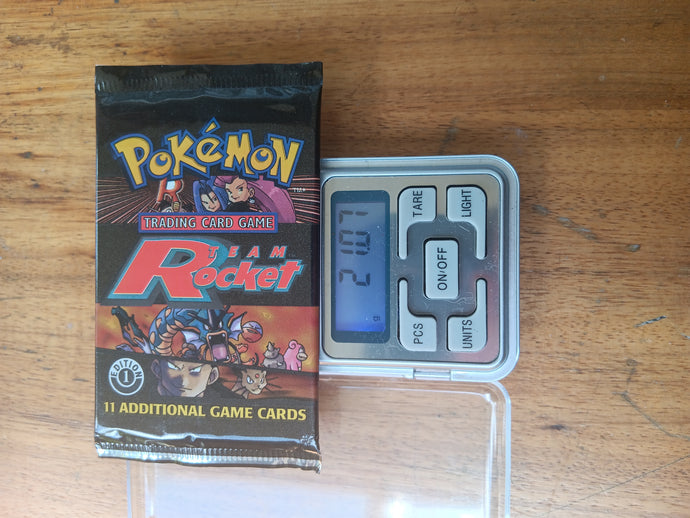 POKéMON
™
TRADING CARD GAME
TEAM
Rocket
EDITION
1
11 ADDITIONAL GAME CARDS
21.07
g
TARE
LIGHT
ON/OFF
PCS
UNITS